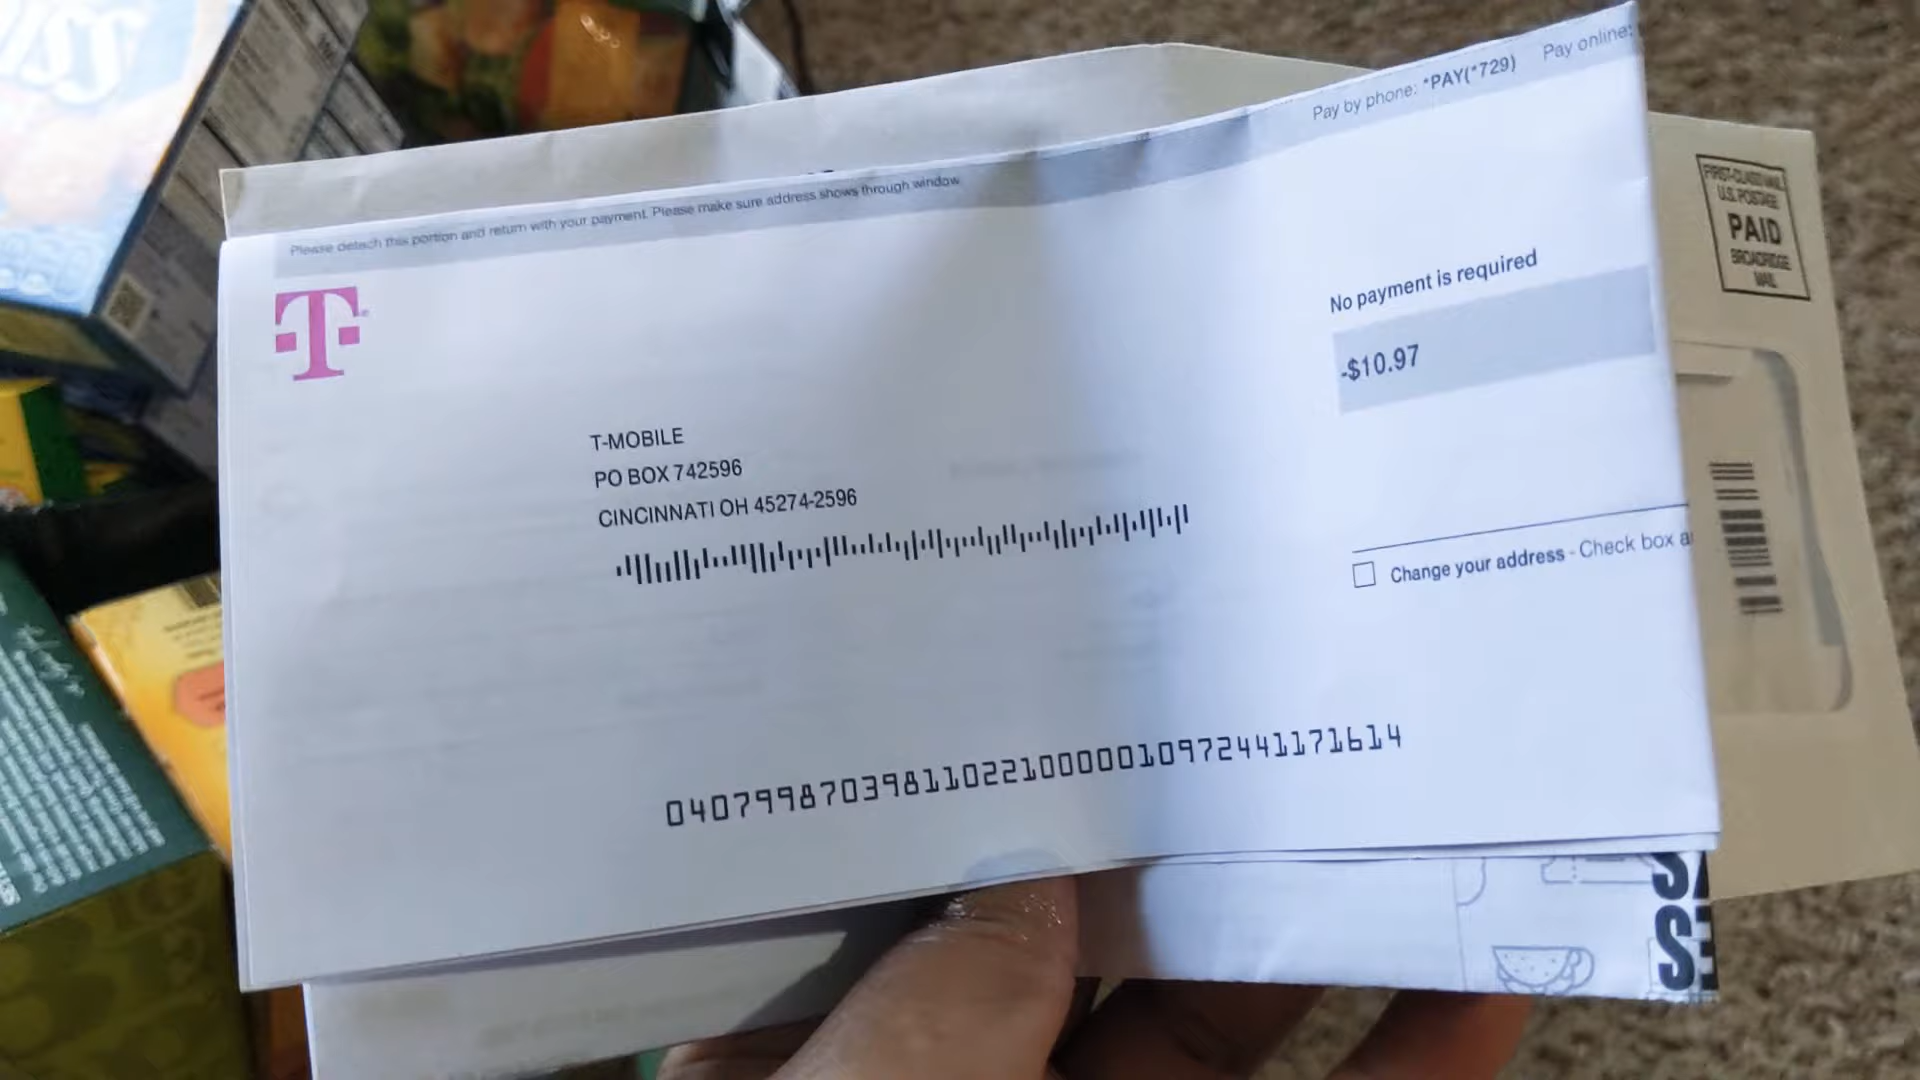 Pay by phone: *PAY(*729) Pay online:
Please detach this portion and return with your payment. Please make sure address shows through window
T
No payment is required
-$10.97
T-MOBILE
PO BOX 742596
CINCINNATI OH 45274-2596
Change your address - Check box a
0407998703981102210000010972441171614
FIRST-CLASS MAIL
U.S. POSTAGE
PAID
BROADRIDGE
MAIL